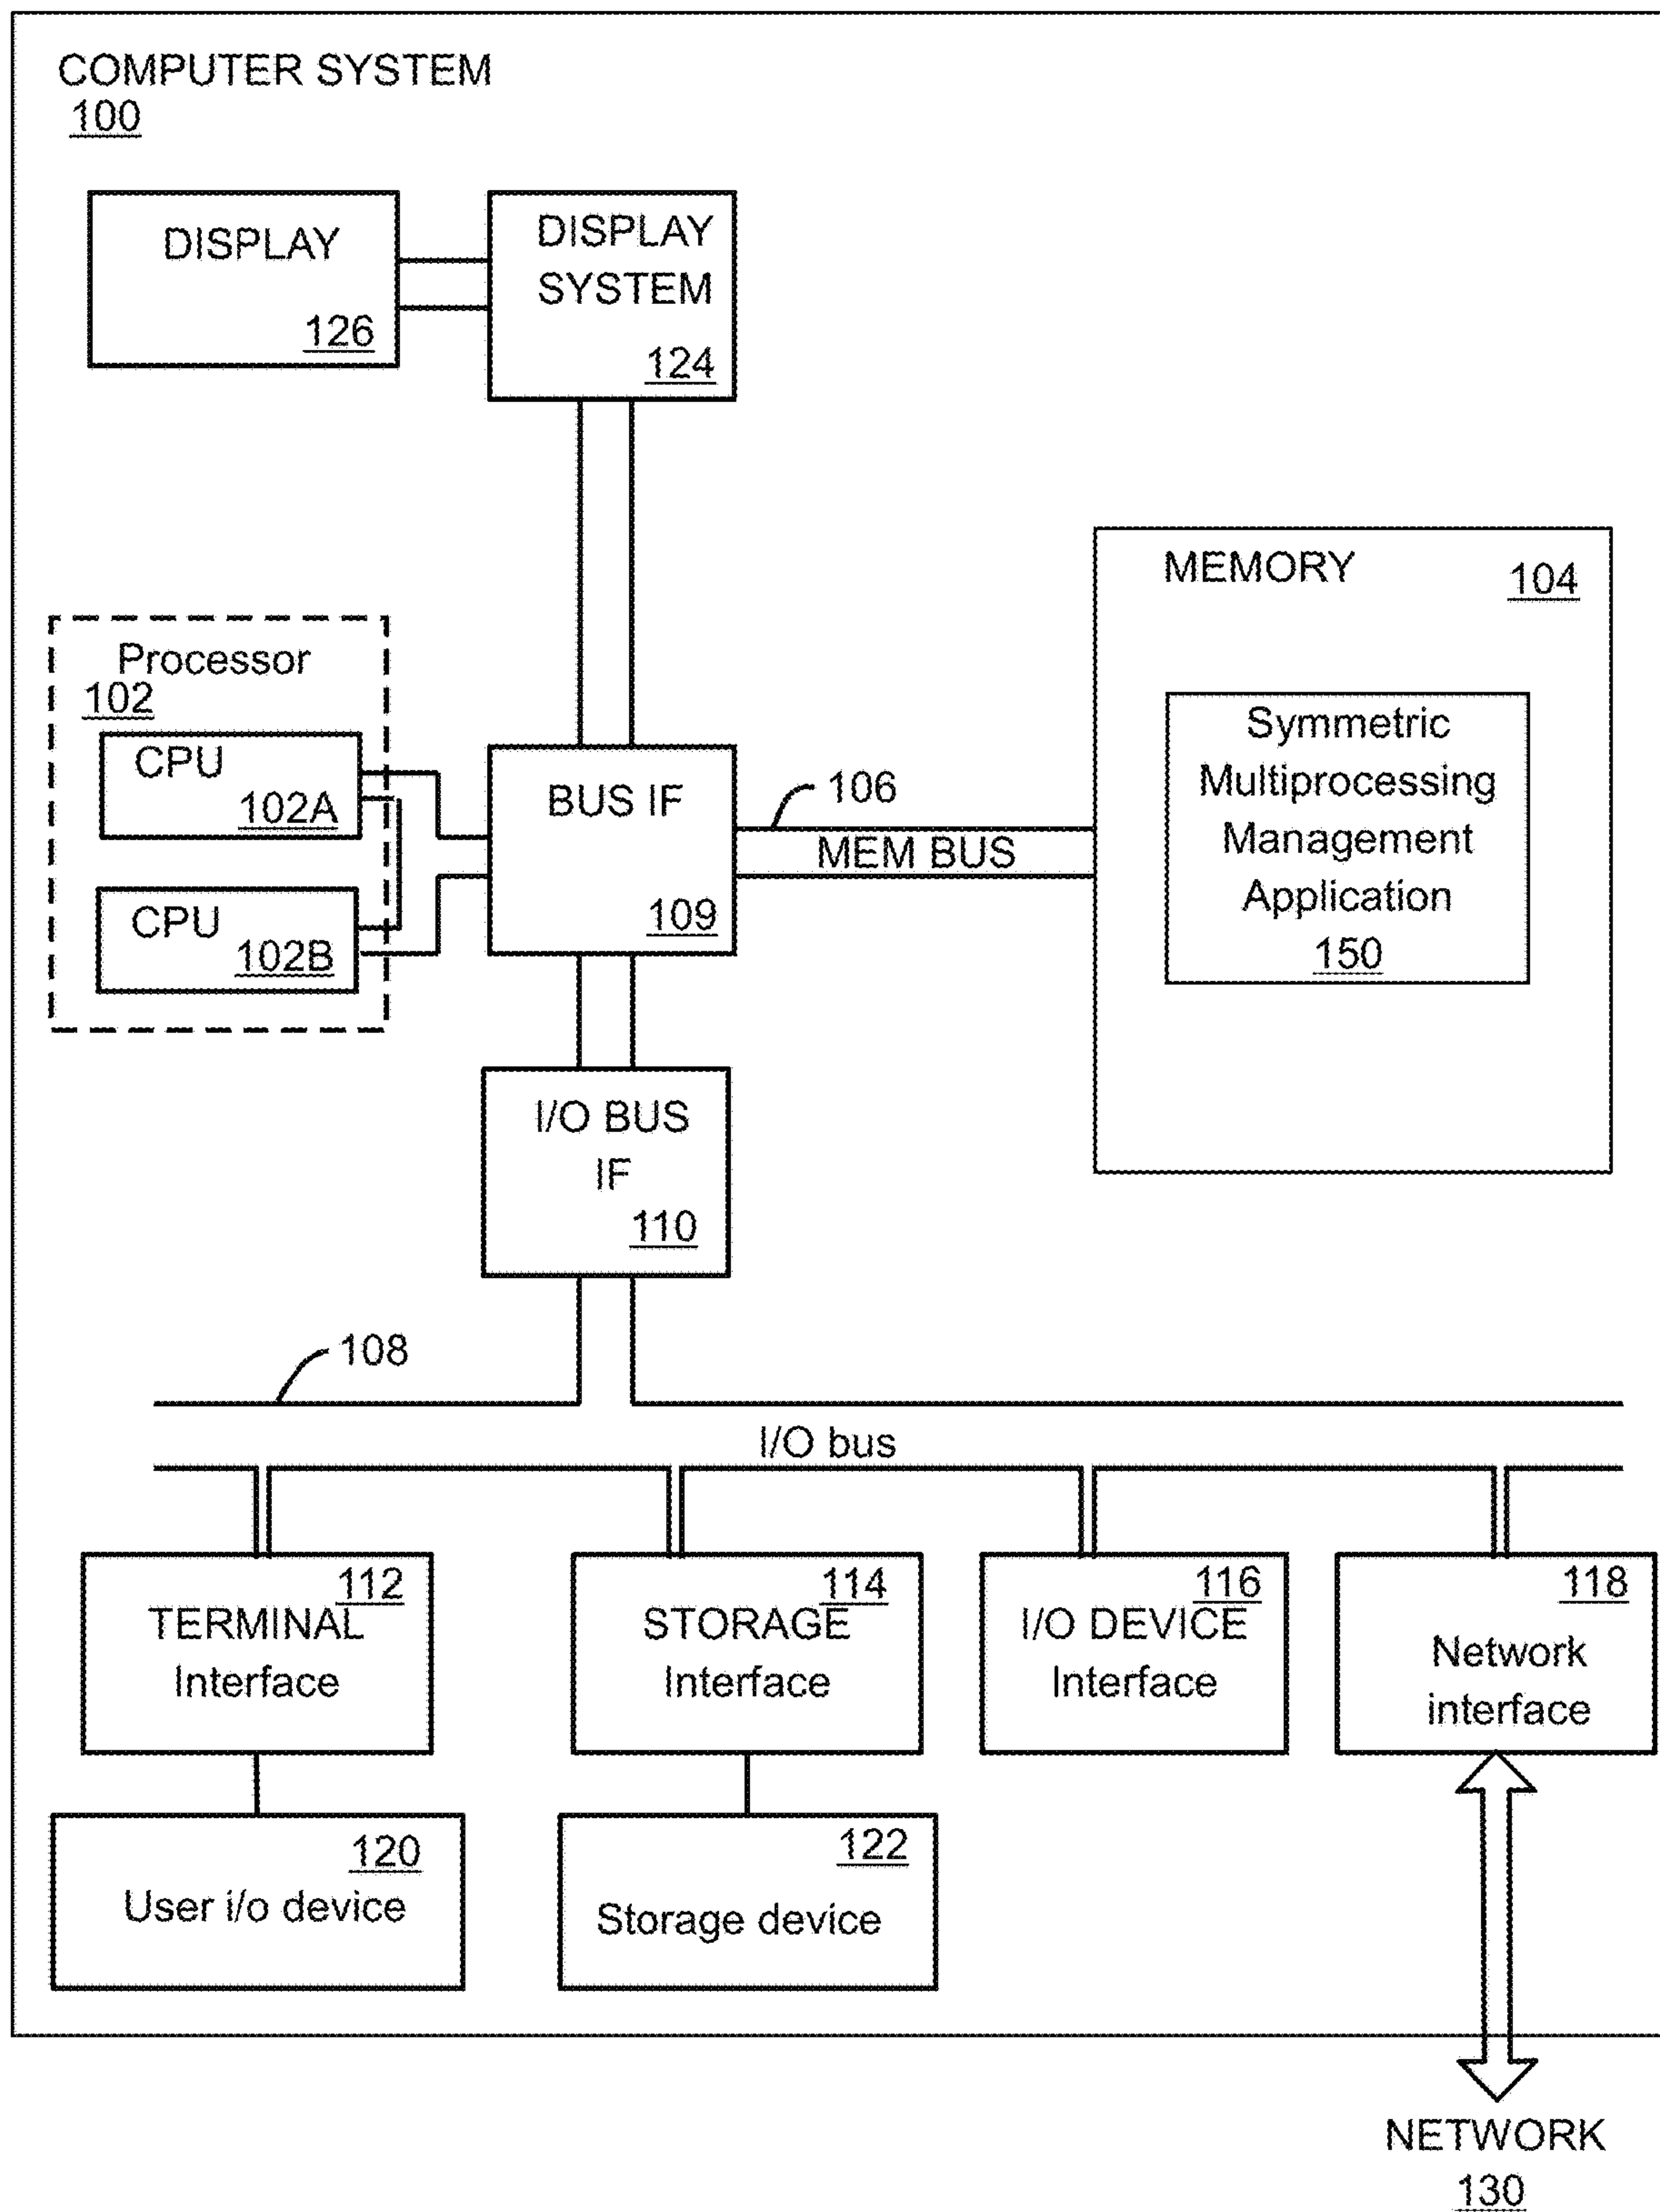 COMPUTER SYSTEM
100
DISPLAY
126
DISPLAY
SYSTEM
124
MEMORY
104
Symmetric
Multiprocessing
Management
Application
150
Processor
102
CPU
102A
CPU
102B
BUS IF
109
106
MEM BUS
I/O BUS
IF
110
108
I/O bus
112
TERMINAL
Interface
114
STORAGE
Interface
116
I/O DEVICE
Interface
118
Network
interface
120
User i/o device
122
Storage device
NETWORK
130